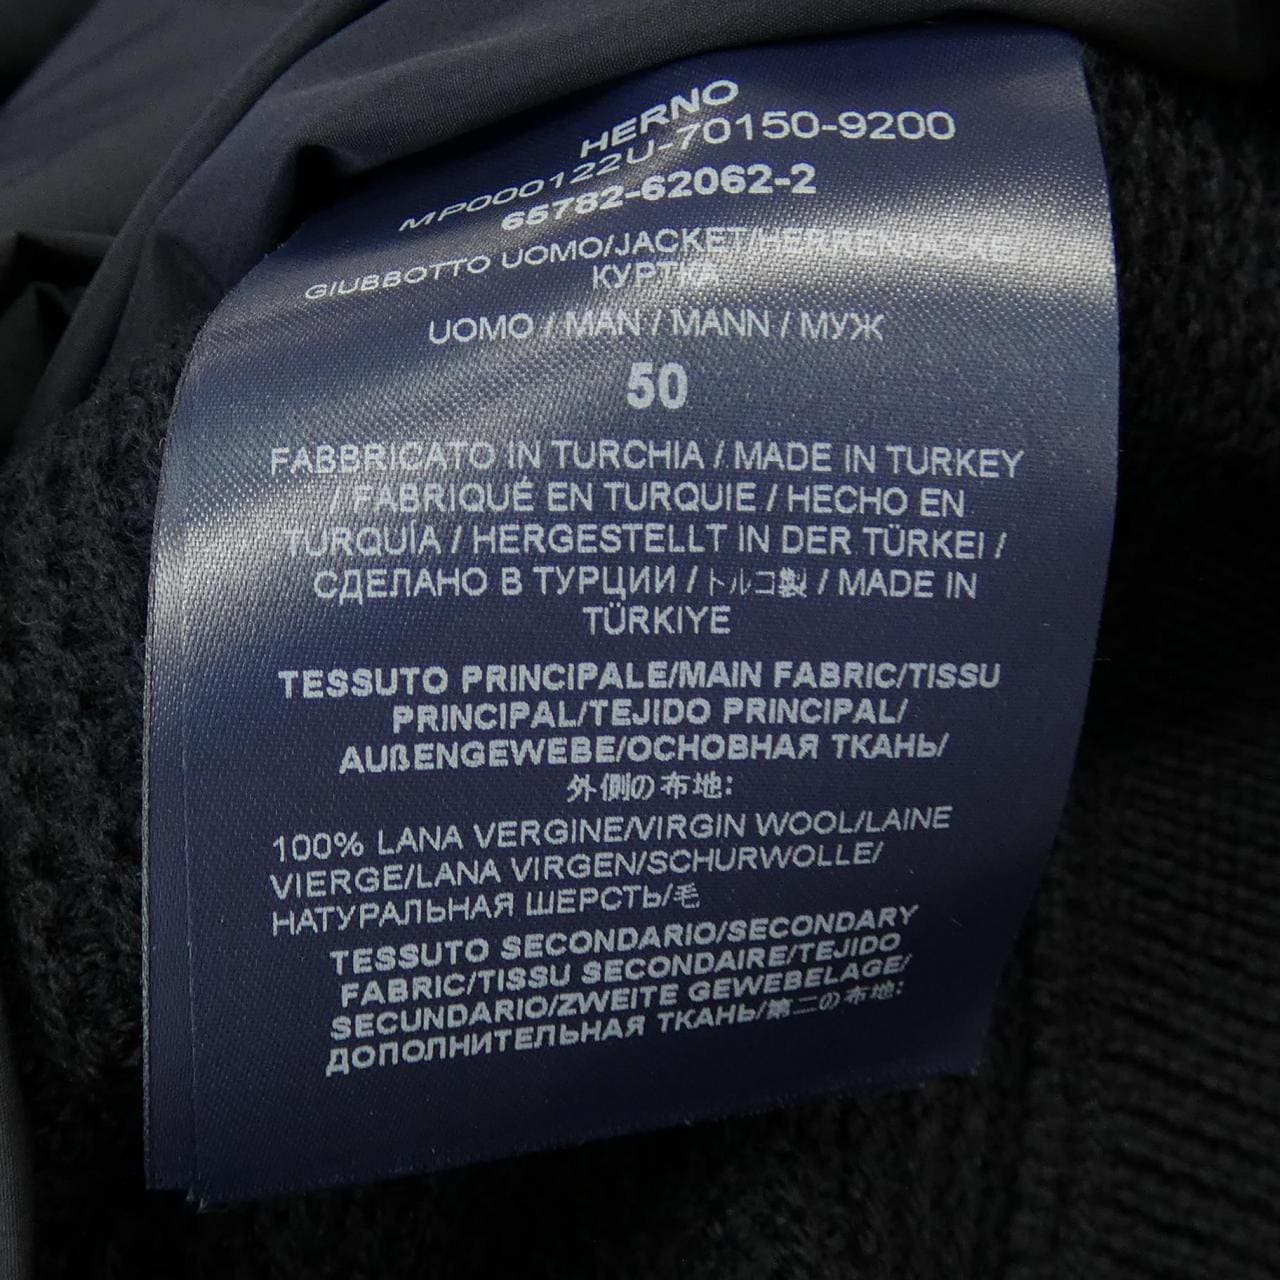 HERNO
MP000122U-70150-9200
65782-62062-2
GIUBBOTTO UOMO/JACKET/HERRENJACKE
КУРТКА
UOMO / MAN / MANN / МУЖ
50
FABBRICATO IN TURCHIA / MADE IN TURKEY
/ FABRIQUÉ EN TURQUIE / HECHO EN
TURQUÍA / HERGESTELLT IN DER TÜRKEI /
СДЕЛАНО В ТУРЦИИ / トルコ製 / MADE IN
TÜRKIYE
TESSUTO PRINCIPALE/MAIN FABRIC/TISSU
PRINCIPAL/TEJIDO PRINCIPAL/
AUßENGEWEBE/ОСНОВНАЯ ТКАНЬ/
外側の布地:
100% LANA VERGINE/VIRGIN WOOL/LAINE
VIERGE/LANA VIRGEN/SCHURWOLLE/
НАТУРАЛЬНАЯ ШЕРСТЬ/毛
TESSUTO SECONDARIO/SECONDARY
FABRIC/TISSU SECONDAIRE/TEJIDO
SECUNDARIO/ZWEITE GEWEBELAGE/
ДОПОЛНИТЕЛЬНАЯ ТКАНЬ/第二の布地: